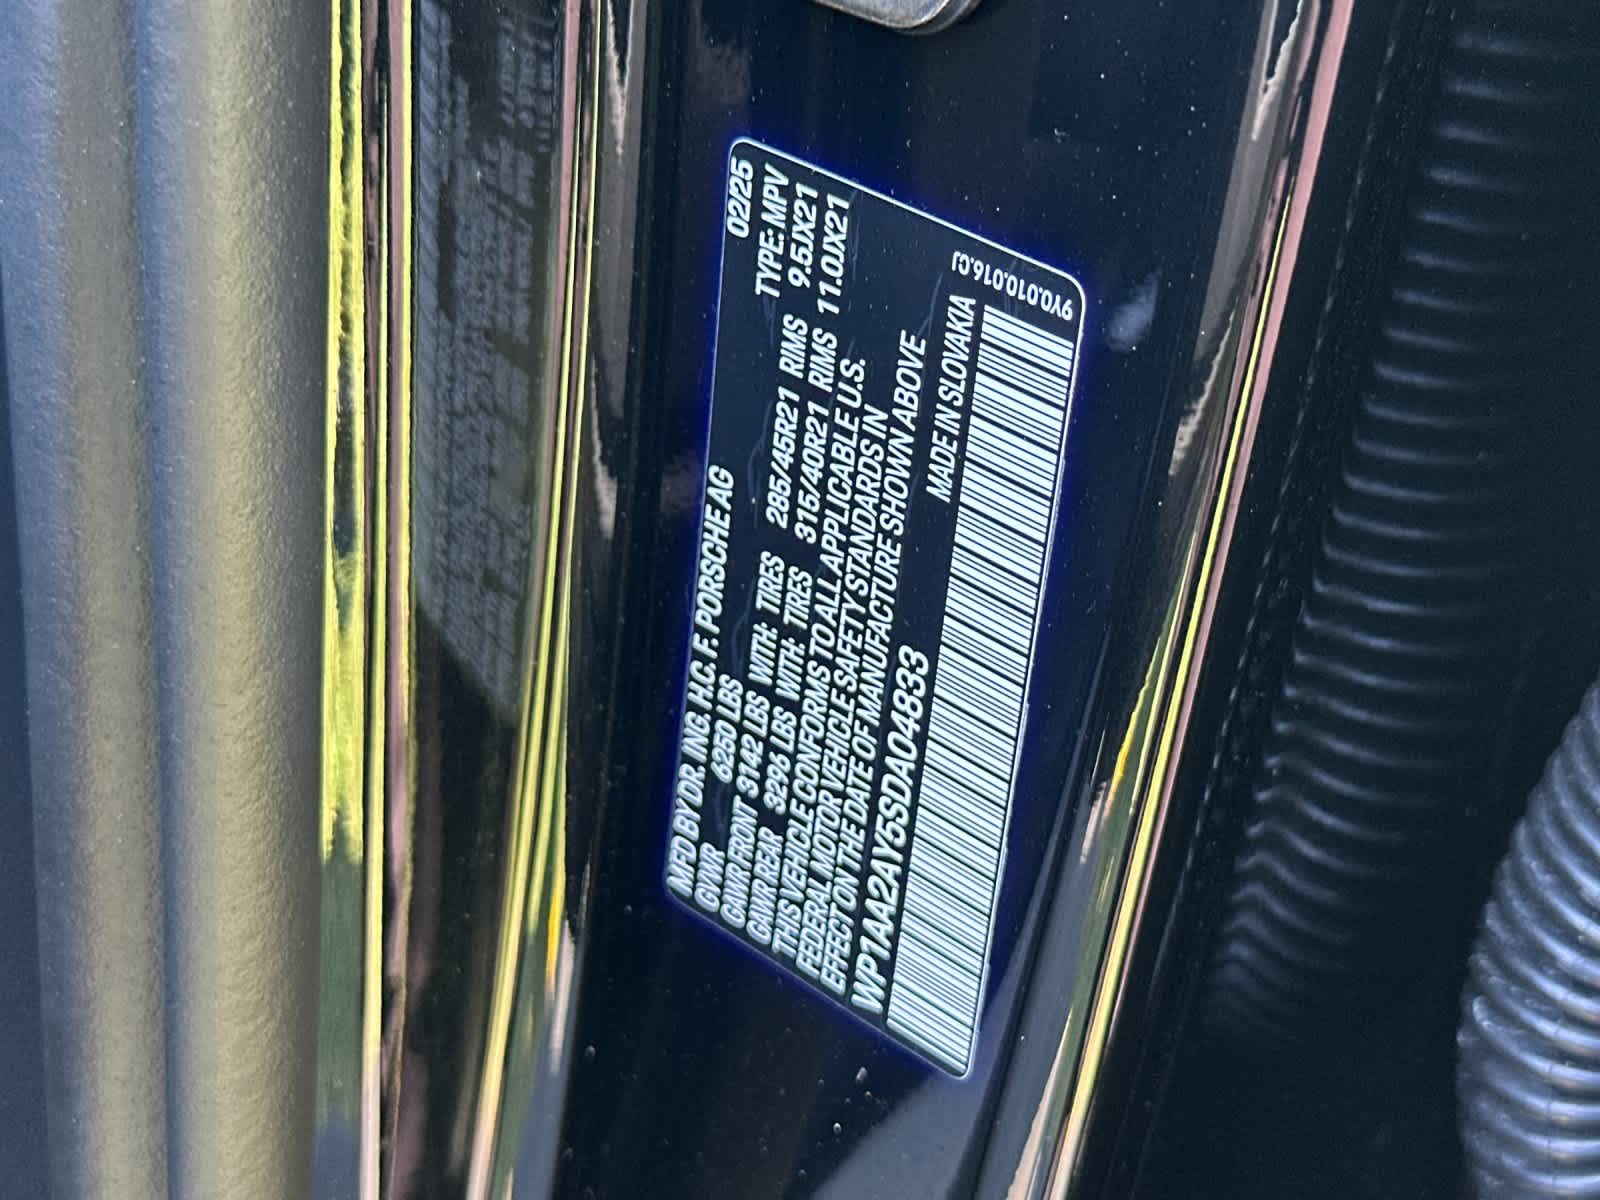 MFD BY DR. ING. H.C. F. PORSCHE AG 02/25
GVWR 6250 LBS TYPE: MPV
GAWR FRONT 3142 LBS WITH: TIRES 285/45R21 RIMS 9.5JX21
GAWR REAR 3296 LBS WITH: TIRES 315/40R21 RIMS 11.0JX21
THIS VEHICLE CONFORMS TO ALL APPLICABLE U.S.
FEDERAL MOTOR VEHICLE SAFETY STANDARDS IN
EFFECT ON THE DATE OF MANUFACTURE SHOWN ABOVE
WP1AA2AY5SDA04833 MADE IN SLOVAKIA
9Y0.010.016.CJ